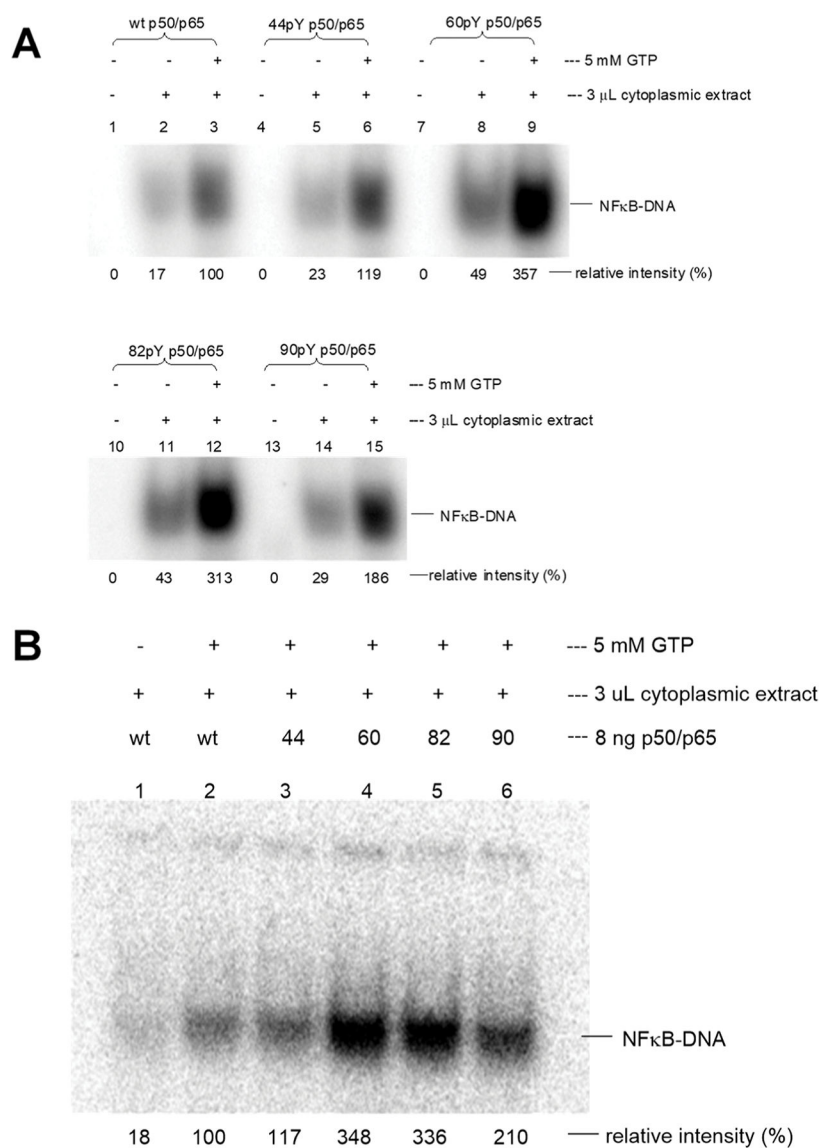 A
wt p50/p65 44pY p50/p65 60pY p50/p65
- - + - - + - - + --- 5 mM GTP
- + + - + + - + + --- 3 μL cytoplasmic extract
1 2 3 4 5 6 7 8 9
NFκB-DNA
0 17 100 0 23 119 0 49 357 relative intensity (%)
82pY p50/p65 90pY p50/p65
- - + - - + --- 5 mM GTP
- + + - + + --- 3 μL cytoplasmic extract
10 11 12 13 14 15
NFκB-DNA
0 43 313 0 29 186 relative intensity (%)
B
- + + + + + --- 5 mM GTP
+ + + + + + --- 3 uL cytoplasmic extract
wt wt 44 60 82 90 --- 8 ng p50/p65
1 2 3 4 5 6
NFκB-DNA
18 100 117 348 336 210 relative intensity (%)